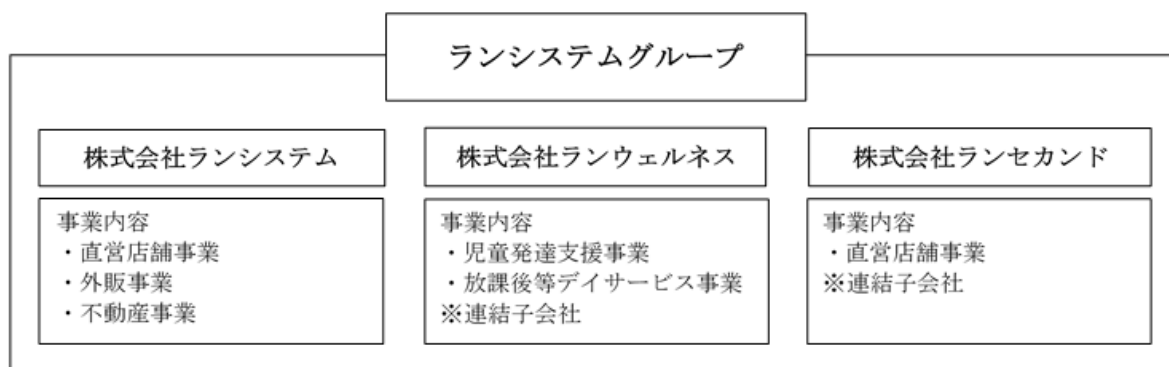 ランシステムグループ
株式会社ランシステム
事業内容
・直営店舗事業
・外販事業
・不動産事業
株式会社ランウェルネス
事業内容
・児童発達支援事業
・放課後等デイサービス事業
※連結子会社
株式会社ランセカンド
事業内容
・直営店舗事業
※連結子会社